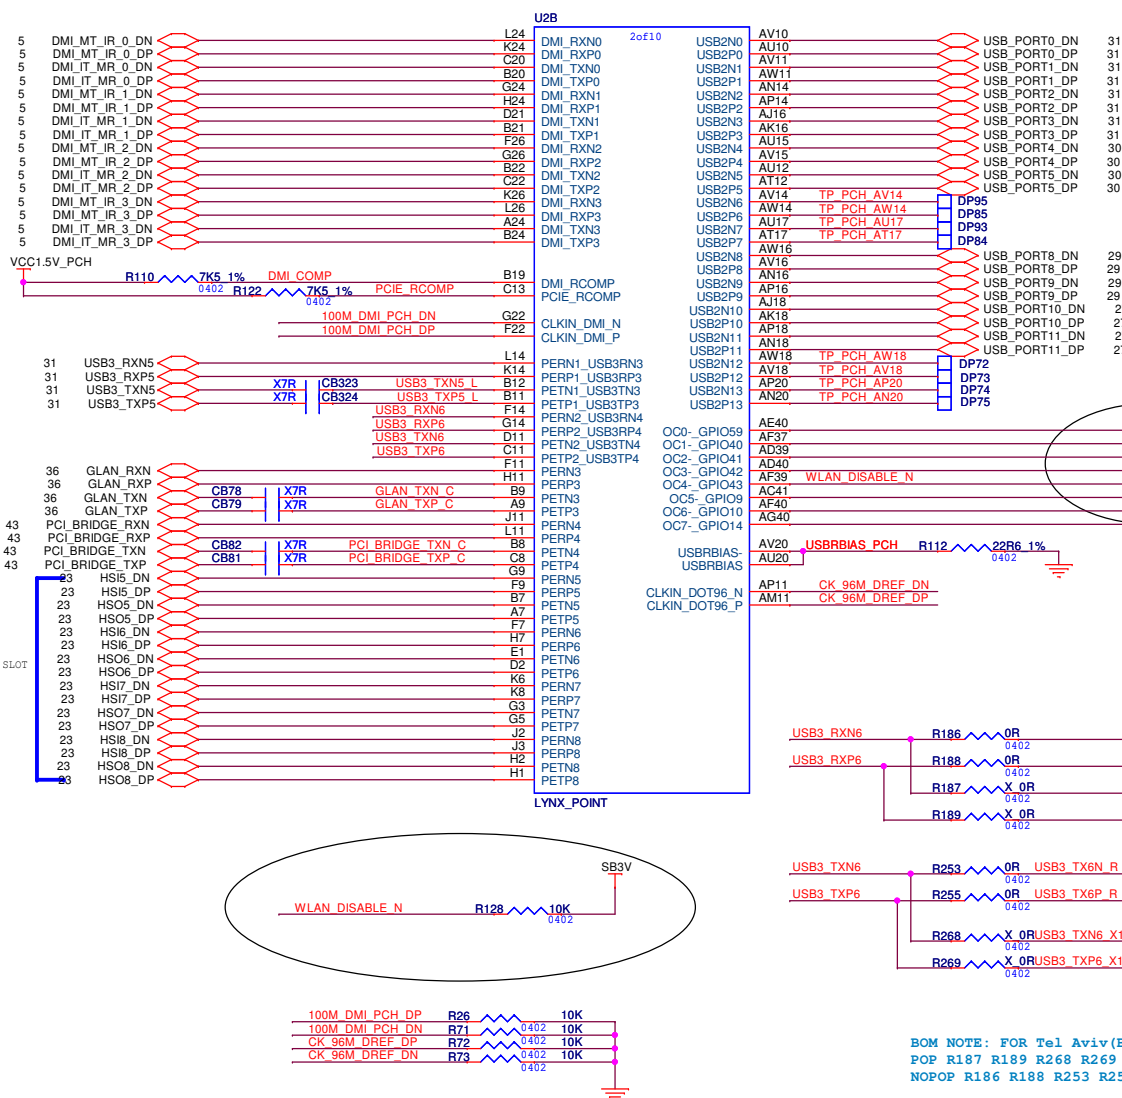 U2B
2of10
5 DMI_MT_IR_0_DN L24 DMI_RXN0 USB2N0 AV10 USB_PORT0_DN 31
5 DMI_MT_IR_0_DP K24 DMI_RXP0 USB2P0 AU10 USB_PORT0_DP 31
5 DMI_IT_MR_0_DN C20 DMI_TXN0 USB2N1 AV11 USB_PORT1_DN 31
5 DMI_IT_MR_0_DP B20 DMI_TXP0 USB2P1 AW11 USB_PORT1_DP 31
5 DMI_MT_IR_1_DN G24 DMI_RXN1 USB2N2 AN14 USB_PORT2_DN 31
5 DMI_MT_IR_1_DP H24 DMI_RXP1 USB2P2 AP14 USB_PORT2_DP 31
5 DMI_IT_MR_1_DN D21 DMI_TXN1 USB2N3 AJ16 USB_PORT3_DN 31
5 DMI_IT_MR_1_DP B21 DMI_TXP1 USB2P3 AK16 USB_PORT3_DP 31
5 DMI_MT_IR_2_DN F26 DMI_RXN2 USB2N4 AU15 USB_PORT4_DN 30
5 DMI_MT_IR_2_DP G26 DMI_RXP2 USB2P4 AV15 USB_PORT4_DP 30
5 DMI_IT_MR_2_DN B22 DMI_TXN2 USB2N5 AU12 USB_PORT5_DN 30
5 DMI_IT_MR_2_DP C22 DMI_TXP2 USB2P5 AT12 USB_PORT5_DP 30
5 DMI_MT_IR_3_DN K26 DMI_RXN3 USB2N6 AV14 TP_PCH_AV14 DP95
5 DMI_MT_IR_3_DP L26 DMI_RXP3 USB2P6 AW14 TP_PCH_AW14 DP85
5 DMI_IT_MR_3_DN A24 DMI_TXN3 USB2N7 AU17 TP_PCH_AU17 DP93
5 DMI_IT_MR_3_DP B24 DMI_TXP3 USB2P7 AT17 TP_PCH_AT17 DP84
USB2N8 AW16 USB_PORT8_DN 29
VCC1.5V_PCH USB2P8 AV16 USB_PORT8_DP 29
R110 7K5_1% 0402 DMI_COMP B19 DMI_RCOMP USB2N9 AN16 USB_PORT9_DN 29
R122 7K5_1% 0402 PCIE_RCOMP C13 PCIE_RCOMP USB2P9 AP16 USB_PORT9_DP 29
USB2N10 AJ18 USB_PORT10_DN
100M_DMI_PCH_DN G22 CLKIN_DMI_N USB2P10 AK18 USB_PORT10_DP
100M_DMI_PCH_DP F22 CLKIN_DMI_P USB2N11 AP18 USB_PORT11_DN
USB2P11 AN18 USB_PORT11_DP
31 USB3_RXN5 L14 PERN1_USB3RN3 USB2N12 AW18 TP_PCH_AW18 DP72
31 USB3_RXP5 K14 PERP1_USB3RP3 USB2P12 AV18 TP_PCH_AV18 DP73
31 USB3_TXN5 X7R CB323 USB3_TXN5_L B12 PETN1_USB3TN3 USB2N13 AP20 TP_PCH_AP20 DP74
31 USB3_TXP5 X7R CB324 USB3_TXP5_L B11 PETP1_USB3TP3 USB2P13 AN20 TP_PCH_AN20 DP75
USB3_RXN6 F14 PERN2_USB3RN4
USB3_RXP6 G14 PERP2_USB3RP4 OC0-_GPIO59 AE40
USB3_TXN6 D11 PETN2_USB3TN4 OC1-_GPIO40 AF37
USB3_TXP6 C11 PETP2_USB3TP4 OC2-_GPIO41 AD39
36 GLAN_RXN F11 PERN3 OC3-_GPIO42 AD40
36 GLAN_RXP H11 PERP3 OC4-_GPIO43 AF39 WLAN_DISABLE_N
36 GLAN_TXN CB78 X7R GLAN_TXN_C B9 PETN3 OC5-_GPIO9 AC41
36 GLAN_TXP CB79 X7R GLAN_TXP_C A9 PETP3 OC6-_GPIO10 AF40
43 PCI_BRIDGE_RXN J11 PERN4 OC7-_GPIO14 AG40
43 PCI_BRIDGE_RXP L11 PERP4
43 PCI_BRIDGE_TXN CB82 X7R PCI_BRIDGE_TXN_C B8 PETN4 USBRBIAS- AV20 USBRBIAS_PCH R112 22R6_1% 0402
43 PCI_BRIDGE_TXP CB81 X7R PCI_BRIDGE_TXP_C C8 PETP4 USBRBIAS AU20
23 HSI5_DN G9 PERN5
23 HSI5_DP F9 PERP5 CLKIN_DOT96_N AP11 CK_96M_DREF_DN
23 HSO5_DN B7 PETN5 CLKIN_DOT96_P AM11 CK_96M_DREF_DP
23 HSO5_DP A7 PETP5
23 HSI6_DN F7 PERN6
23 HSI6_DP H7 PERP6
23 HSO6_DN E1 PETN6
SLOT
23 HSO6_DP D2 PETP6
23 HSI7_DN K6 PERN7
23 HSI7_DP K8 PERP7
23 HSO7_DN G3 PETN7
23 HSO7_DP G5 PETP7
23 HSI8_DN J2 PERN8
23 HSI8_DP J3 PERP8
23 HSO8_DN H2 PETN8
23 HSO8_DP H1 PETP8
LYNX_POINT
USB3_RXN6 R186 0R 0402
USB3_RXP6 R188 0R 0402
R187 X_0R 0402
R189 X_0R 0402
USB3_TXN6 R253 0R 0402 USB3_TX6N_R
USB3_TXP6 R255 0R 0402 USB3_TX6P_R
R268 X_0R 0402 USB3_TXN6_X1
R269 X_0R 0402 USB3_TXP6_X1
SB3V
WLAN_DISABLE_N R128 10K 0402
100M_DMI_PCH_DP R26 10K 0402
100M_DMI_PCH_DN R71 10K 0402
CK_96M_DREF_DP R72 10K 0402
CK_96M_DREF_DN R73 10K 0402
BOM NOTE: FOR Tel Aviv(
POP R187 R189 R268 R269
NOPOP R186 R188 R253